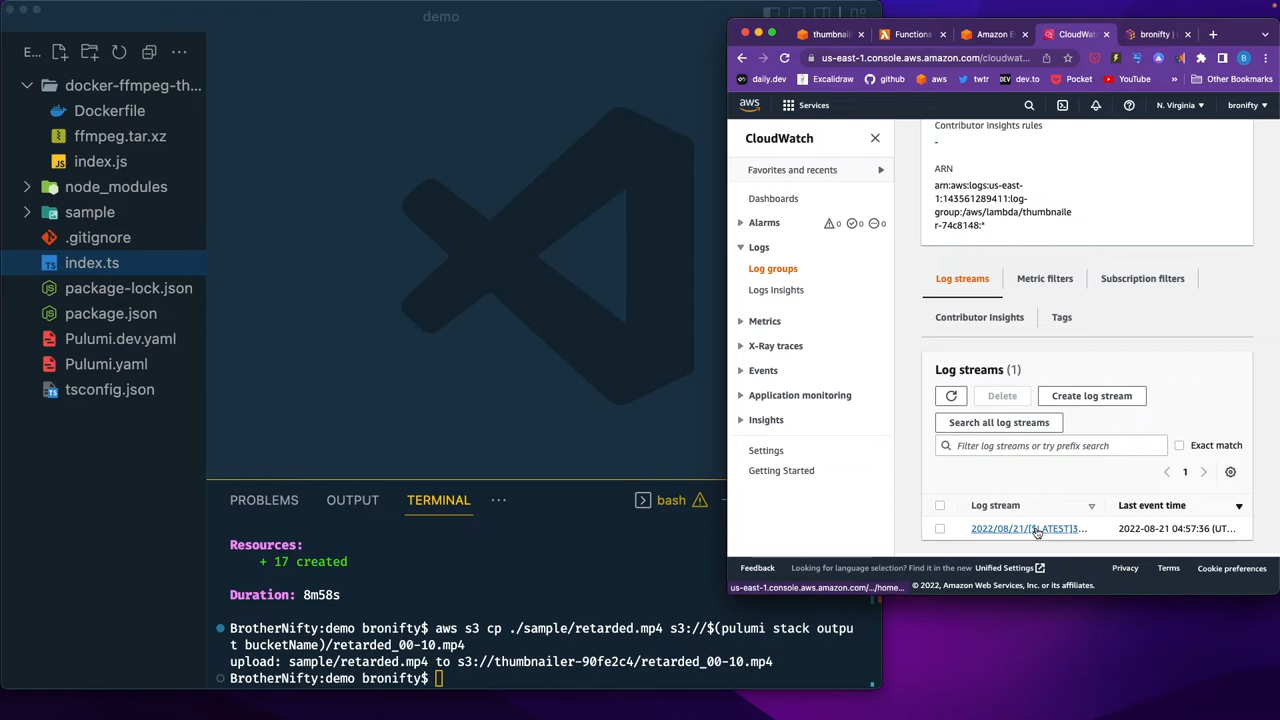 demo
E...
docker-ffmpeg-th...
Dockerfile
ffmpeg.tar.xz
index.js
node_modules
sample
.gitignore
index.ts
package-lock.json
package.json
Pulumi.dev.yaml
Pulumi.yaml
tsconfig.json
PROBLEMS
OUTPUT
TERMINAL
bash
Resources:
+ 17 created
Duration: 8m58s
BrotherNifty:demo bronifty$ aws s3 cp ./sample/retarded.mp4 s3://$(pulumi stack outpu
t bucketName)/retarded_00-10.mp4
upload: sample/retarded.mp4 to s3://thumbnailer-90fe2c4/retarded_00-10.mp4
BrotherNifty:demo bronifty$
thumbnail
Functions
Amazon E
CloudWat
bronifty |
us-east-1.console.aws.amazon.com/cloudwat...
daily.dev
Excalidraw
github
aws
twtr
dev.to
Pocket
YouTube
Other Bookmarks
aws
Services
N. Virginia
bronifty
CloudWatch
Favorites and recents
Dashboards
Alarms
0
0
0
Logs
Log groups
Logs Insights
Metrics
X-Ray traces
Events
Application monitoring
Insights
Settings
Getting Started
Contributor Insights rules
-
ARN
arn:aws:logs:us-east-
1:143561289411:log-
group:/aws/lambda/thumbnaile
r-74c8148:*
Log streams
Metric filters
Subscription filters
Contributor Insights
Tags
Log streams (1)
Delete
Create log stream
Search all log streams
Filter log streams or try prefix search
Exact match
1
Log stream
Last event time
2022/08/21/[$LATEST]3...
2022-08-21 04:57:36 (UT...
Feedback
Looking for language selection? Find it in the new Unified Settings
Privacy
Terms
Cookie preferences
us-east-1.console.aws.amazon.com/.../home...
© 2022, Amazon Web Services, Inc. or its affiliates.